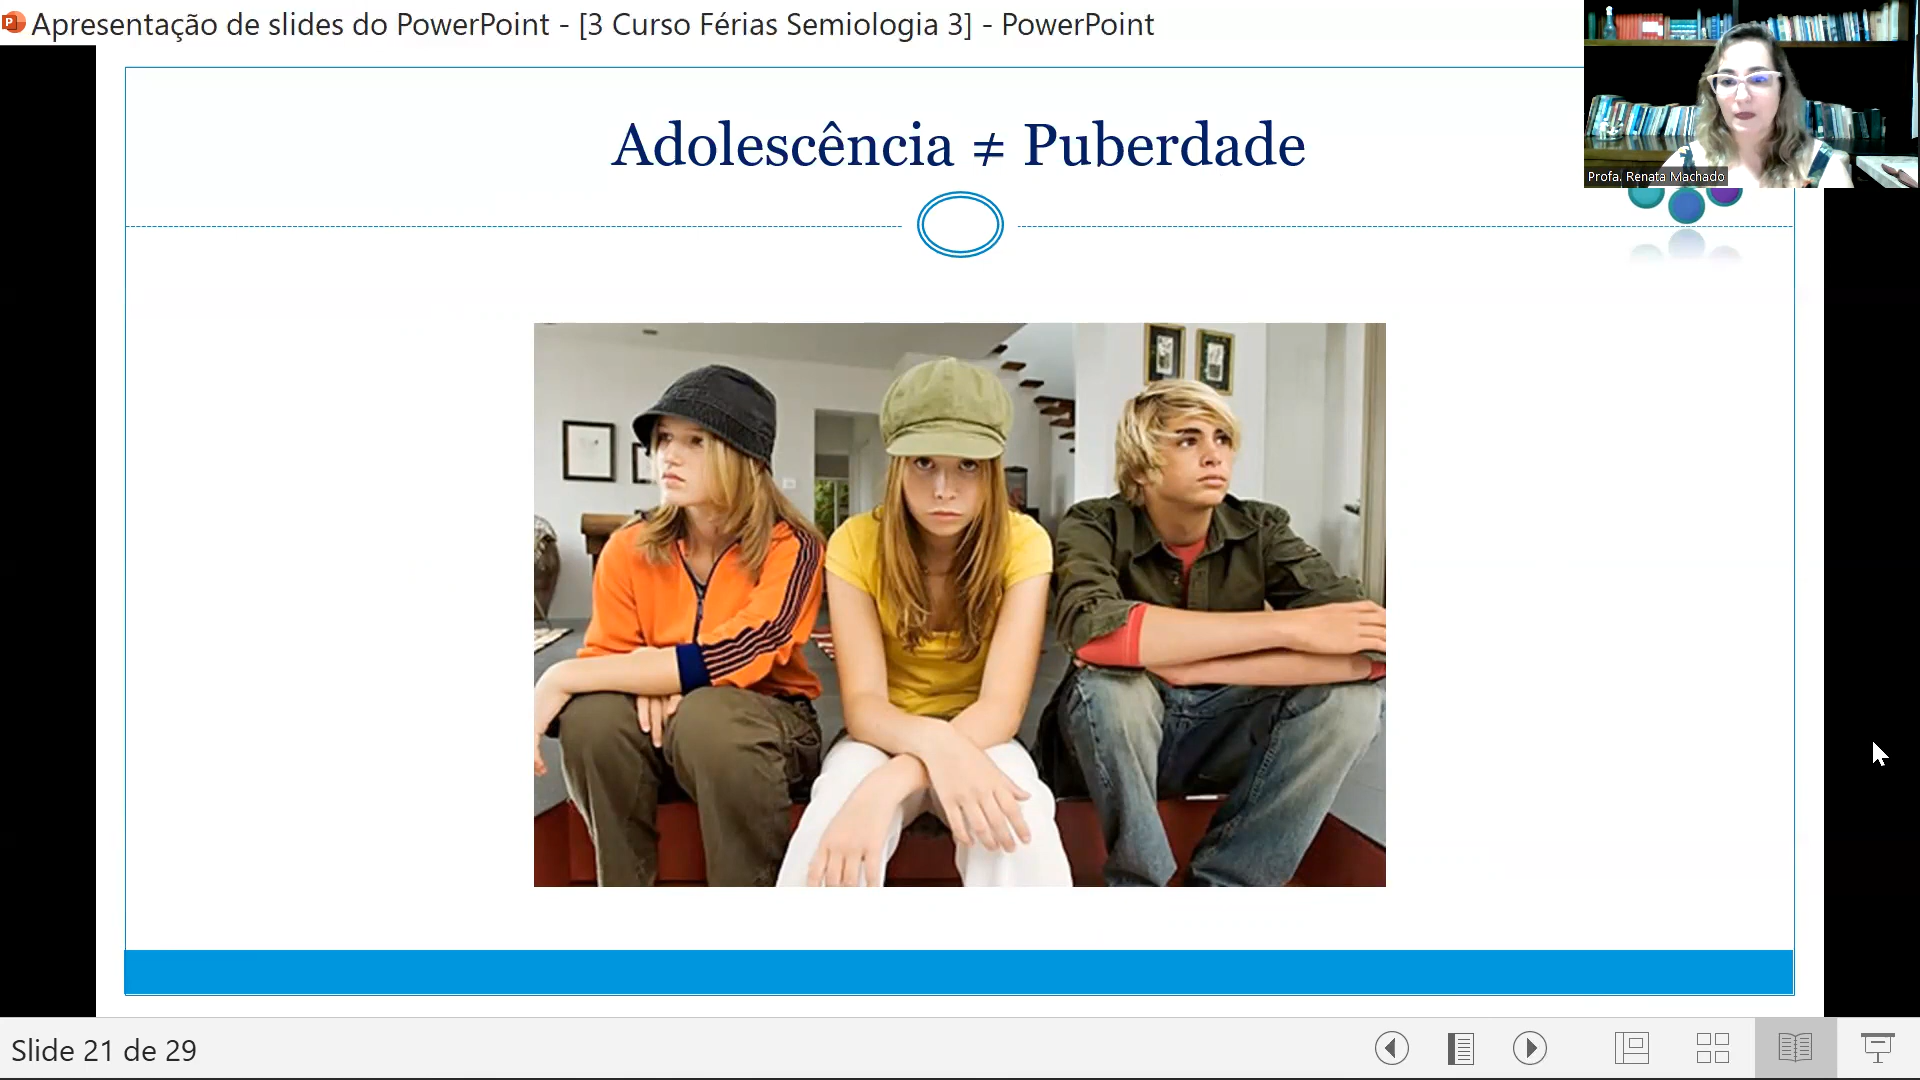 Apresentação de slides do PowerPoint - [3 Curso Férias Semiologia 3] - PowerPoint
Profa. Renata Machado
Adolescência ≠ Puberdade
Slide 21 de 29